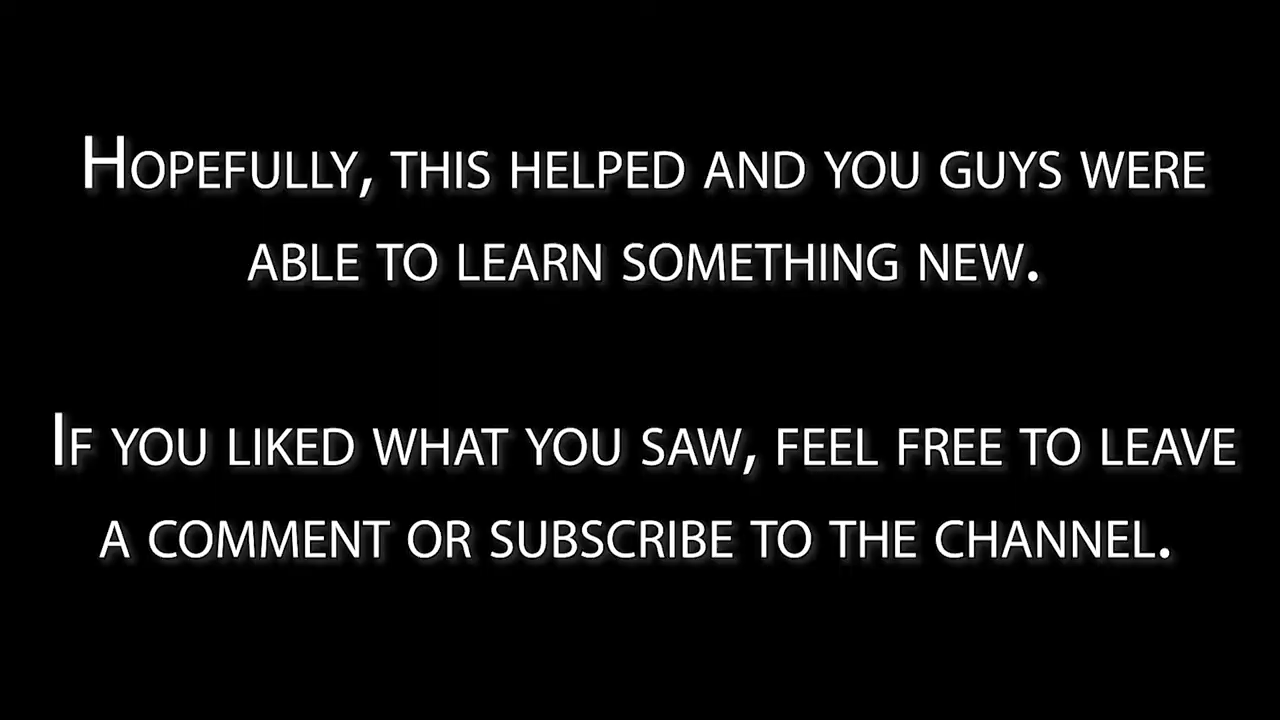 Hopefully, this helped and you guys were
able to learn something new.
If you liked what you saw, feel free to leave
a comment or subscribe to the channel.